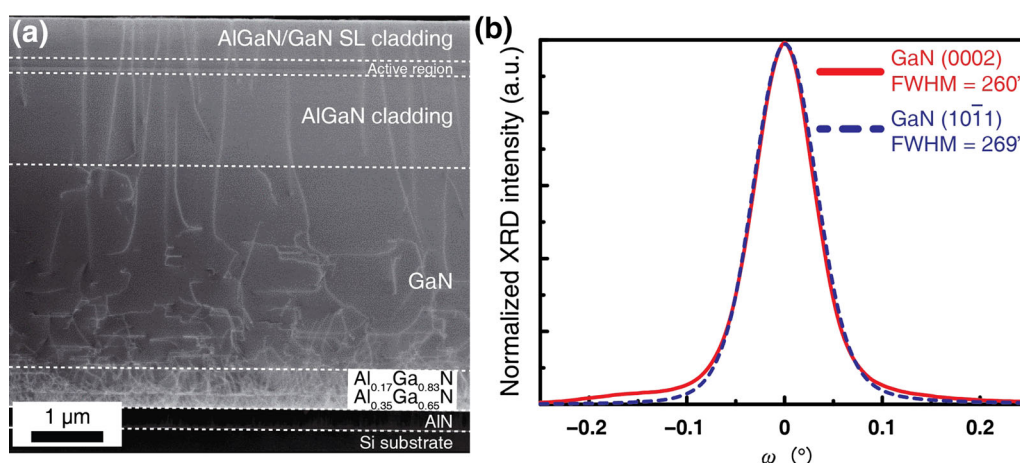 (a)
AlGaN/GaN SL cladding
Active region
AlGaN cladding
GaN
Al0.17Ga0.83N
Al0.35Ga0.65N
AlN
Si substrate
1 µm
(b)
Normalized XRD intensity (a.u.)
GaN (0002)
FWHM = 260"
GaN (101̅1)
FWHM = 269"
−0.2 −0.1 0 0.1 0.2
ω (°)